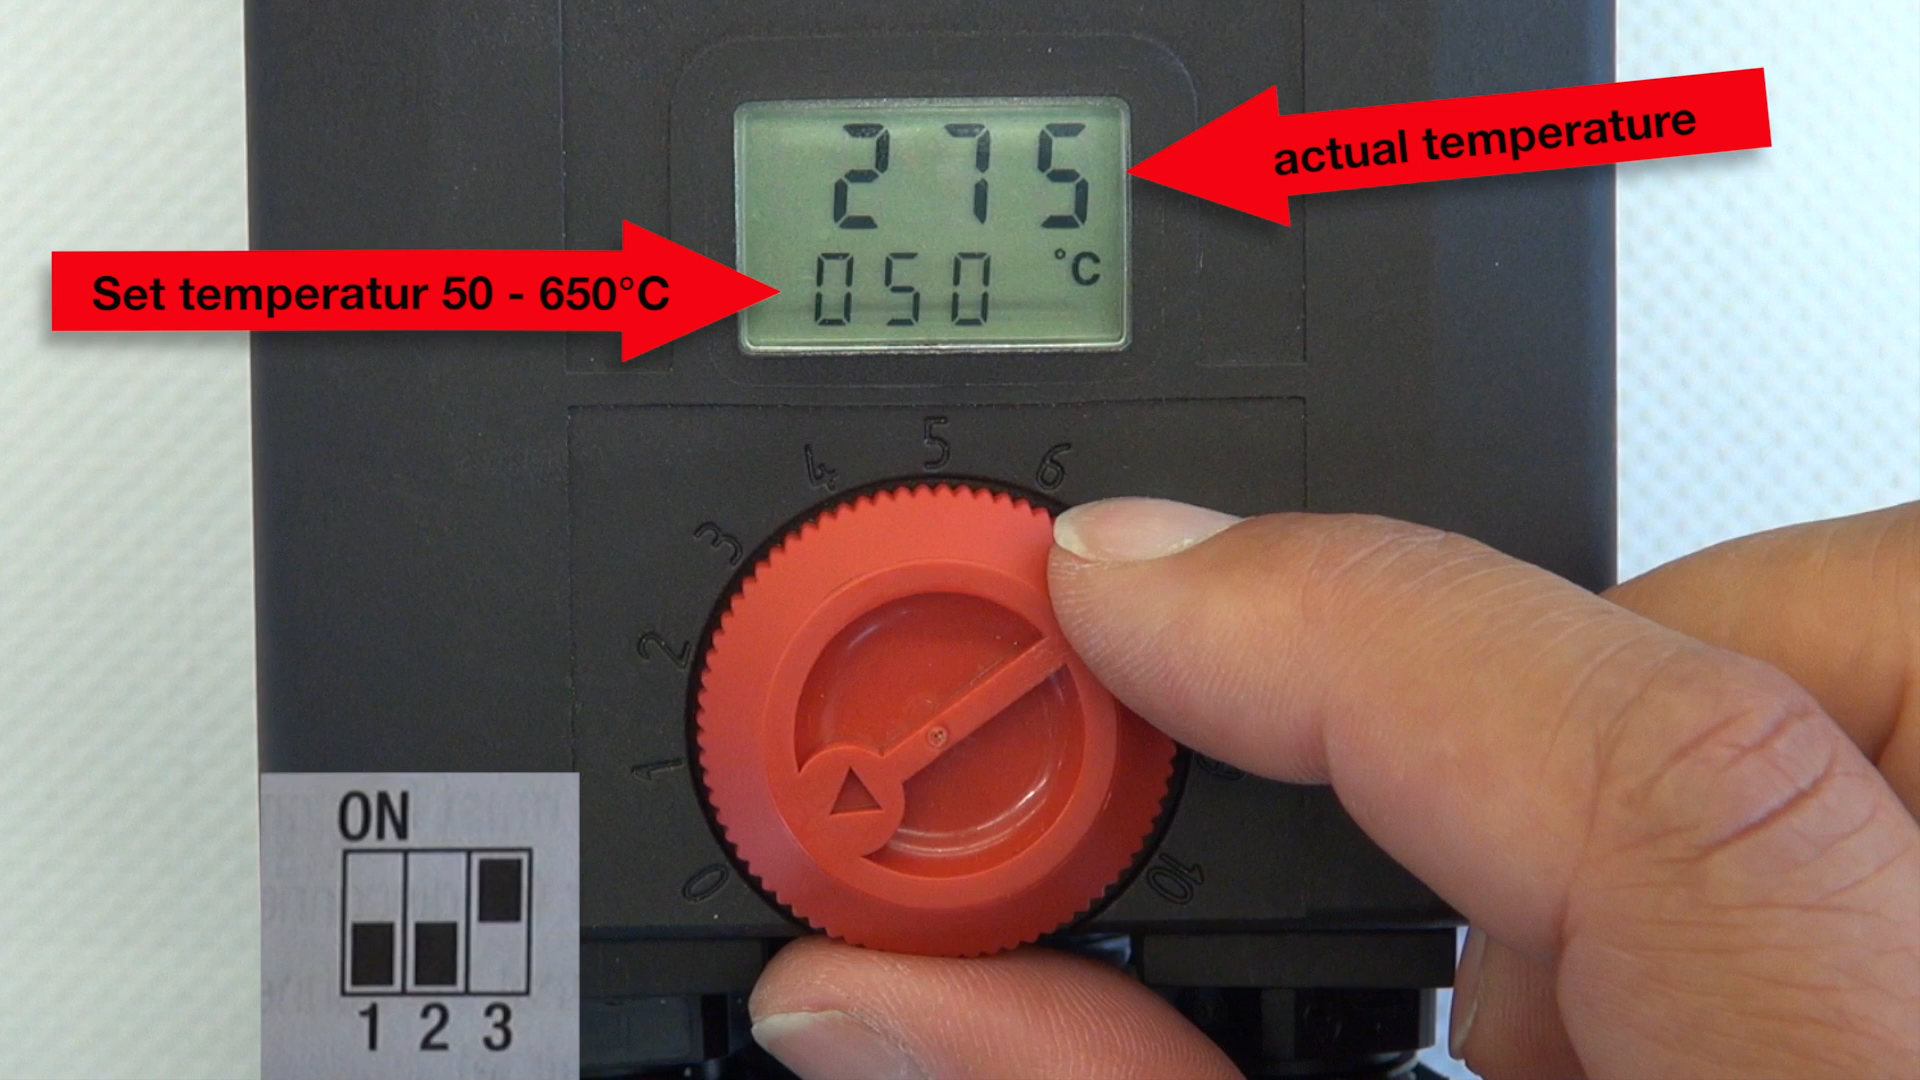 275
actual temperature
Set temperatur 50 - 650°C
050 °C
5
4
6
3
2
1
0
10
ON
1 2 3